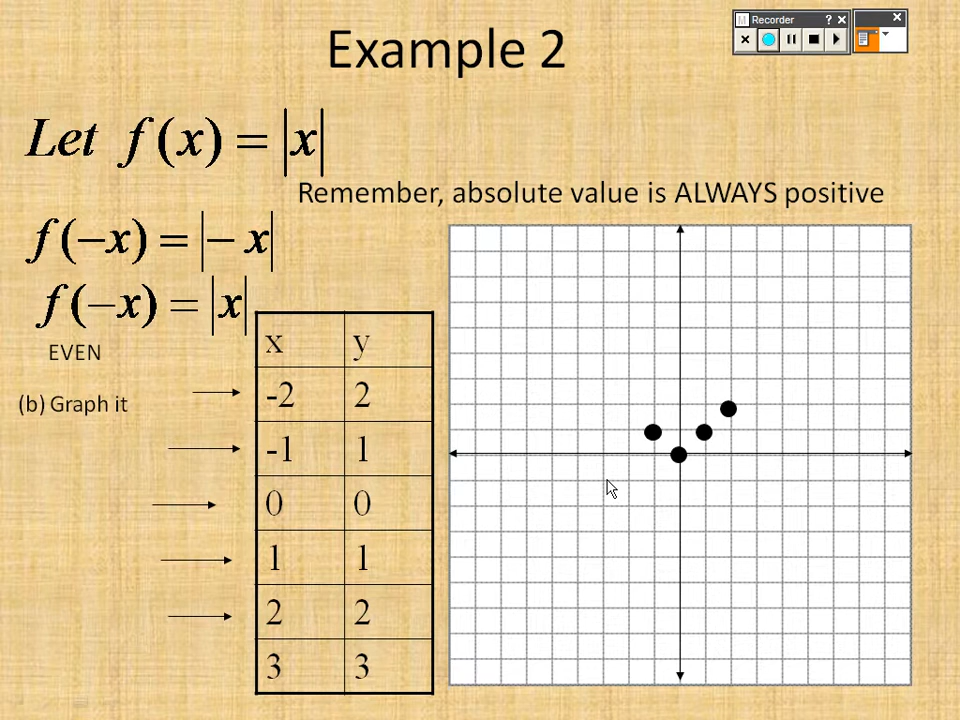 Example 2
Recorder
Let f(x) = |x|
Remember, absolute value is ALWAYS positive
f(−x) = |− x|
f(−x) = |x|
EVEN
(b) Graph it
x y
-2 2
-1 1
0 0
1 1
2 2
3 3